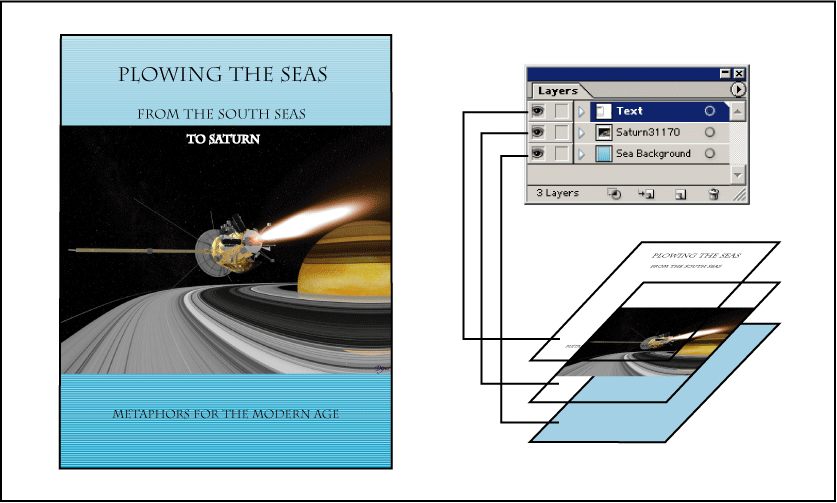 PLOWING THE SEAS
FROM THE SOUTH SEAS
TO SATURN
METAPHORS FOR THE MODERN AGE
Layers
Text
Saturn31170
Sea Background
3 Layers
PLOWING THE SEAS
FROM THE SOUTH SEAS